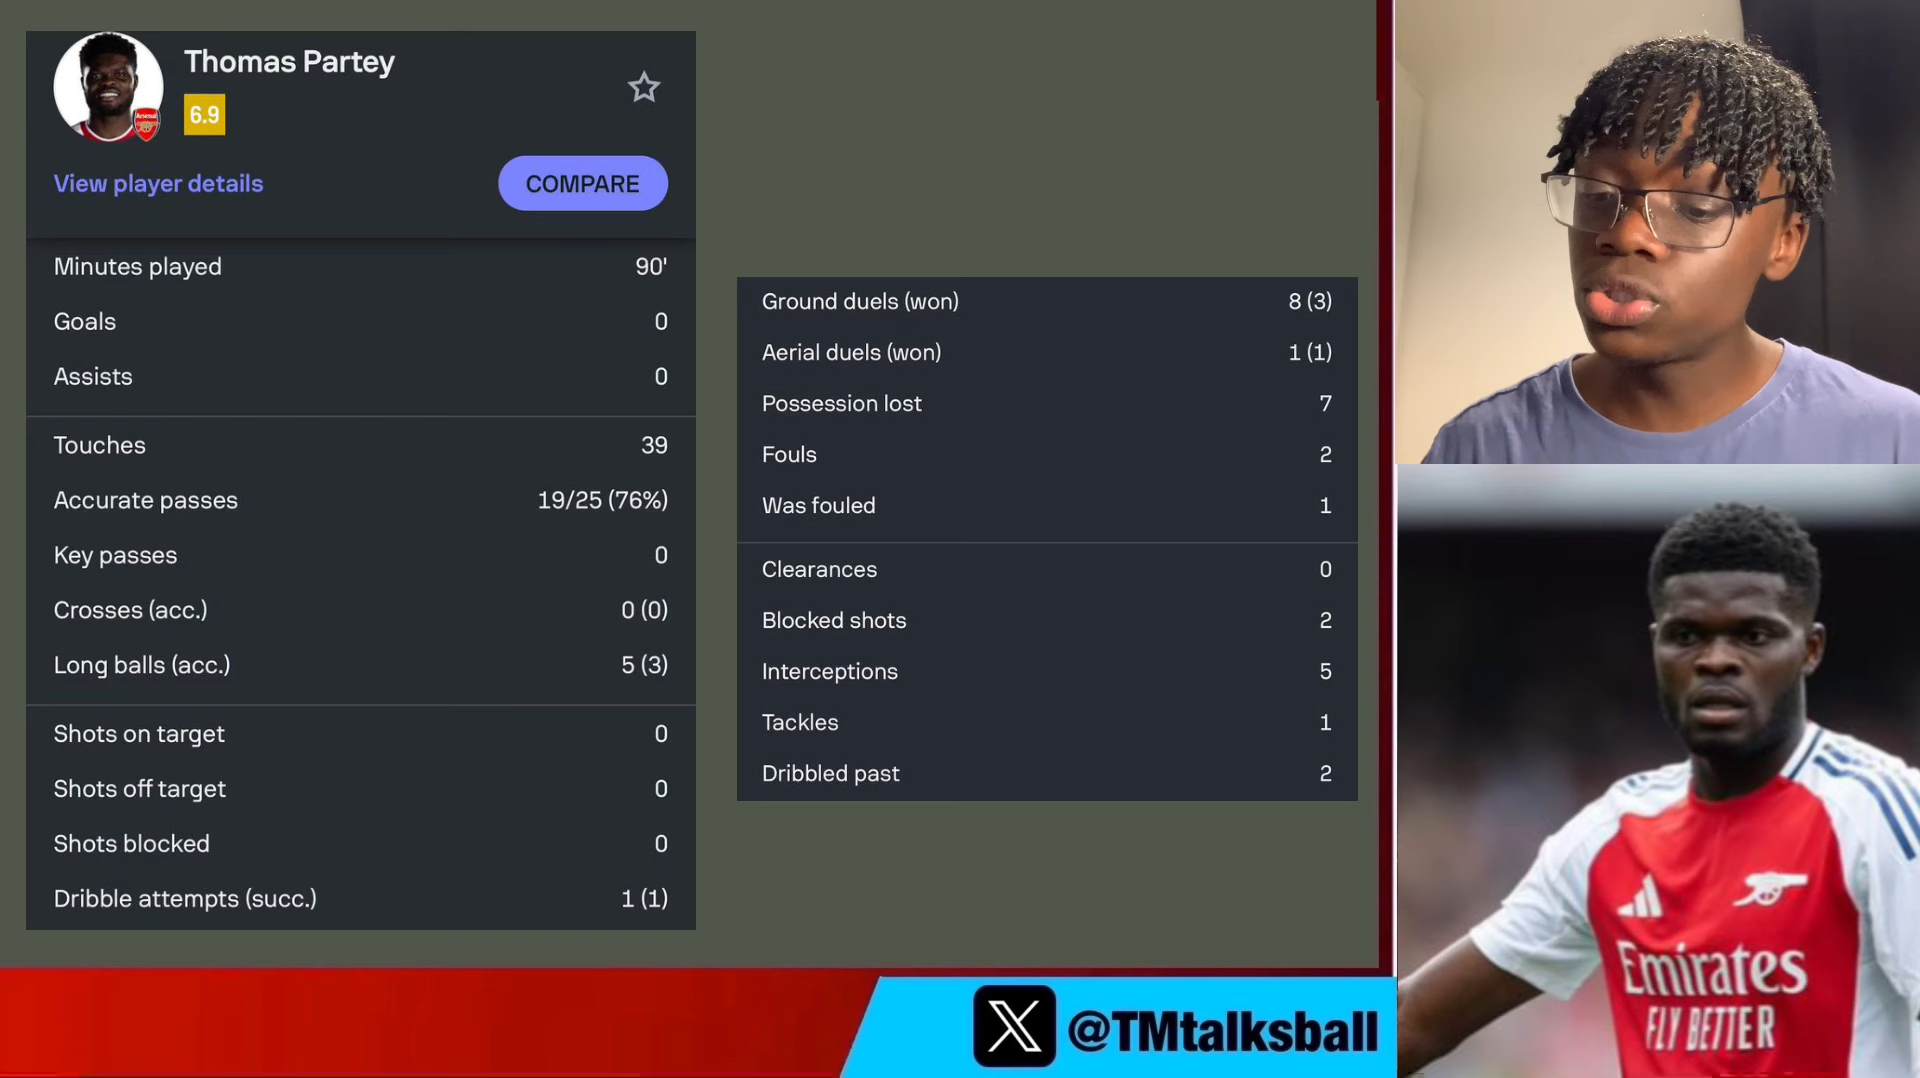 Thomas Partey
6.9
View player details
COMPARE
Minutes played 90'
Goals 0
Assists 0
Touches 39
Accurate passes 19/25 (76%)
Key passes 0
Crosses (acc.) 0 (0)
Long balls (acc.) 5 (3)
Shots on target 0
Shots off target 0
Shots blocked 0
Dribble attempts (succ.) 1 (1)
Ground duels (won) 8 (3)
Aerial duels (won) 1 (1)
Possession lost 7
Fouls 2
Was fouled 1
Clearances 0
Blocked shots 2
Interceptions 5
Tackles 1
Dribbled past 2
@TMtalksball
Arsenal
Emirates
FLY BETTER